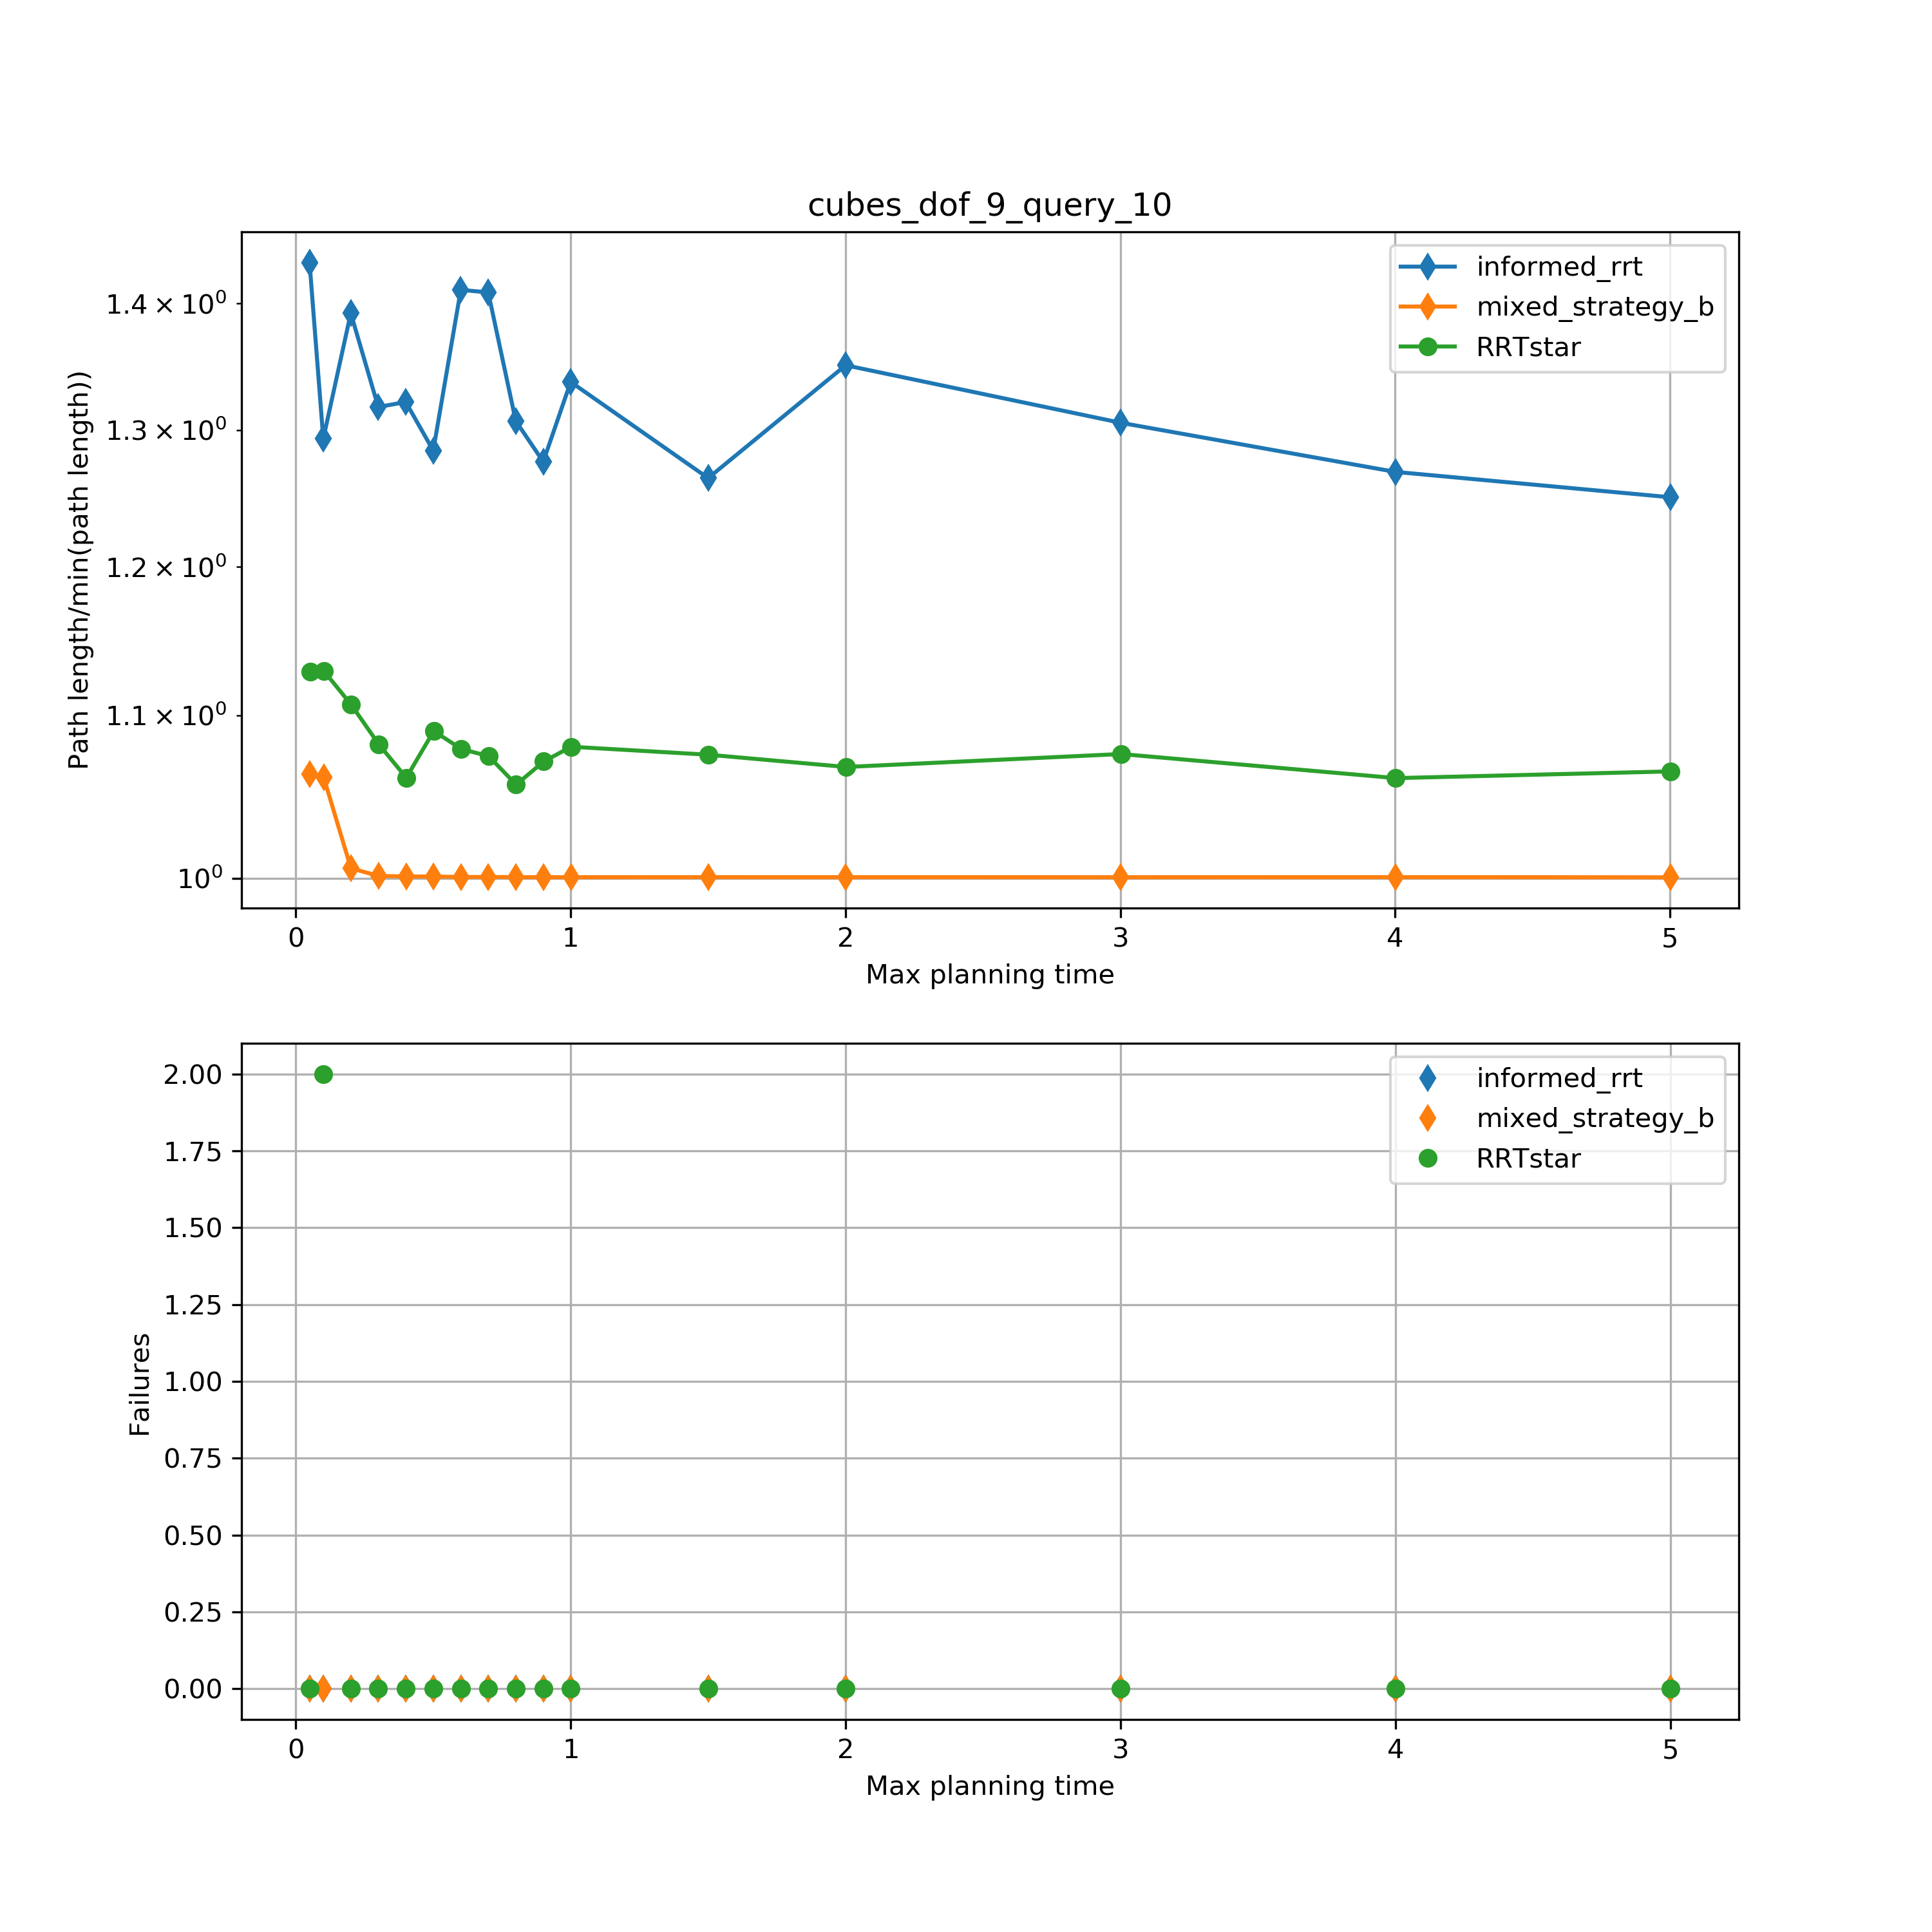 cubes_dof_9_query_10
Path length/min(path length))
1.4 × 10⁰
1.3 × 10⁰
1.2 × 10⁰
1.1 × 10⁰
10⁰
informed_rrt
mixed_strategy_b
RRTstar
0 1 2 3 4 5
Max planning time
Failures
2.00
1.75
1.50
1.25
1.00
0.75
0.50
0.25
0.00
informed_rrt
mixed_strategy_b
RRTstar
0 1 2 3 4 5
Max planning time